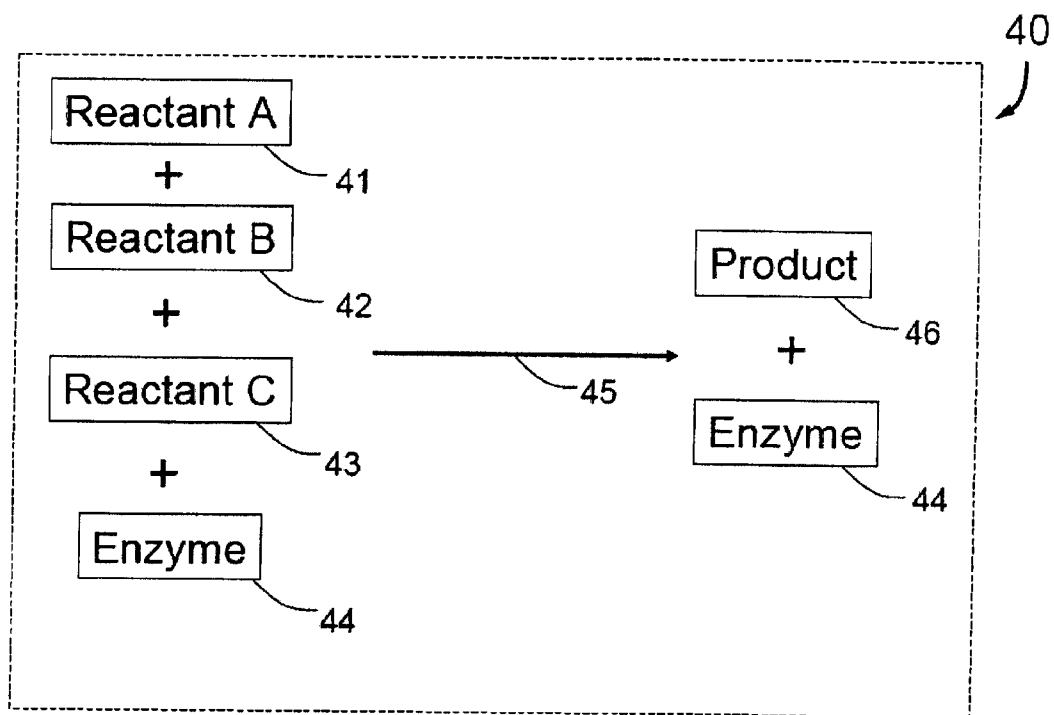 40
Reactant A
41
+
Reactant B
42
+
Reactant C
43
+
Enzyme
44
45
Product
46
+
Enzyme
44